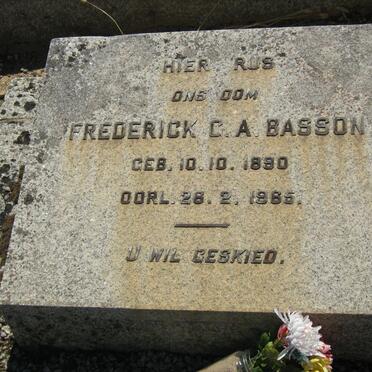 HIER RUS
ONS OOM
FREDERICK C. A. BASSON
GEB. 10. 10. 1890
OORL. 28. 2. 1965.
U WIL GESKIED.